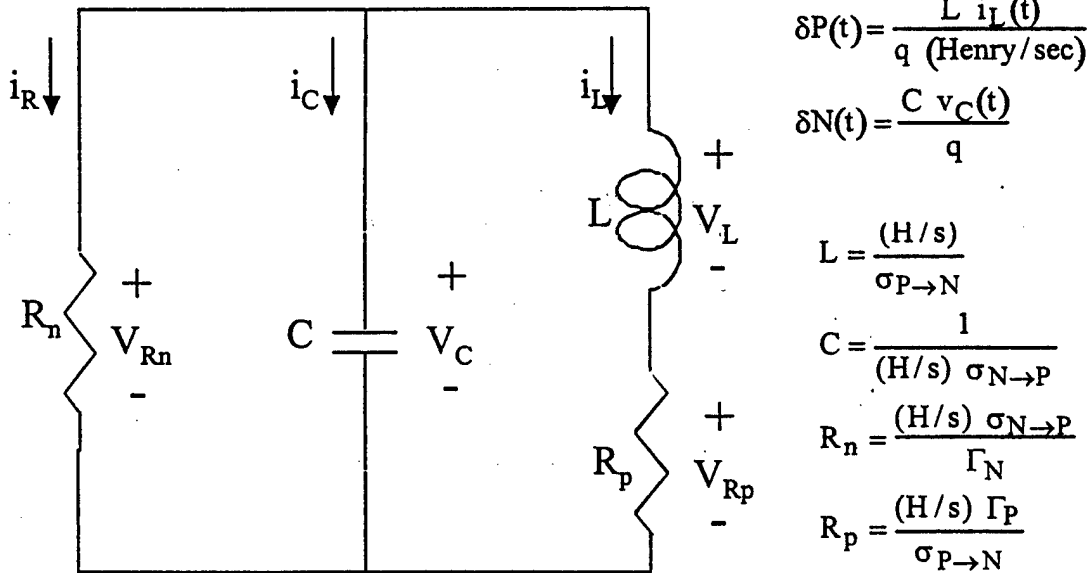 δP(t) = L i_L(t) / q (Henry/sec)
δN(t) = C v_C(t) / q
i_R
i_C
i_L
L
+
V_L
-
L = (H/s) / σ_P→N
R_n
+
V_Rn
-
C
+
V_C
-
C = 1 / (H/s) σ_N→P
R_p
+
V_Rp
-
R_n = (H/s) σ_N→P / Γ_N
R_p = (H/s) Γ_P / σ_P→N